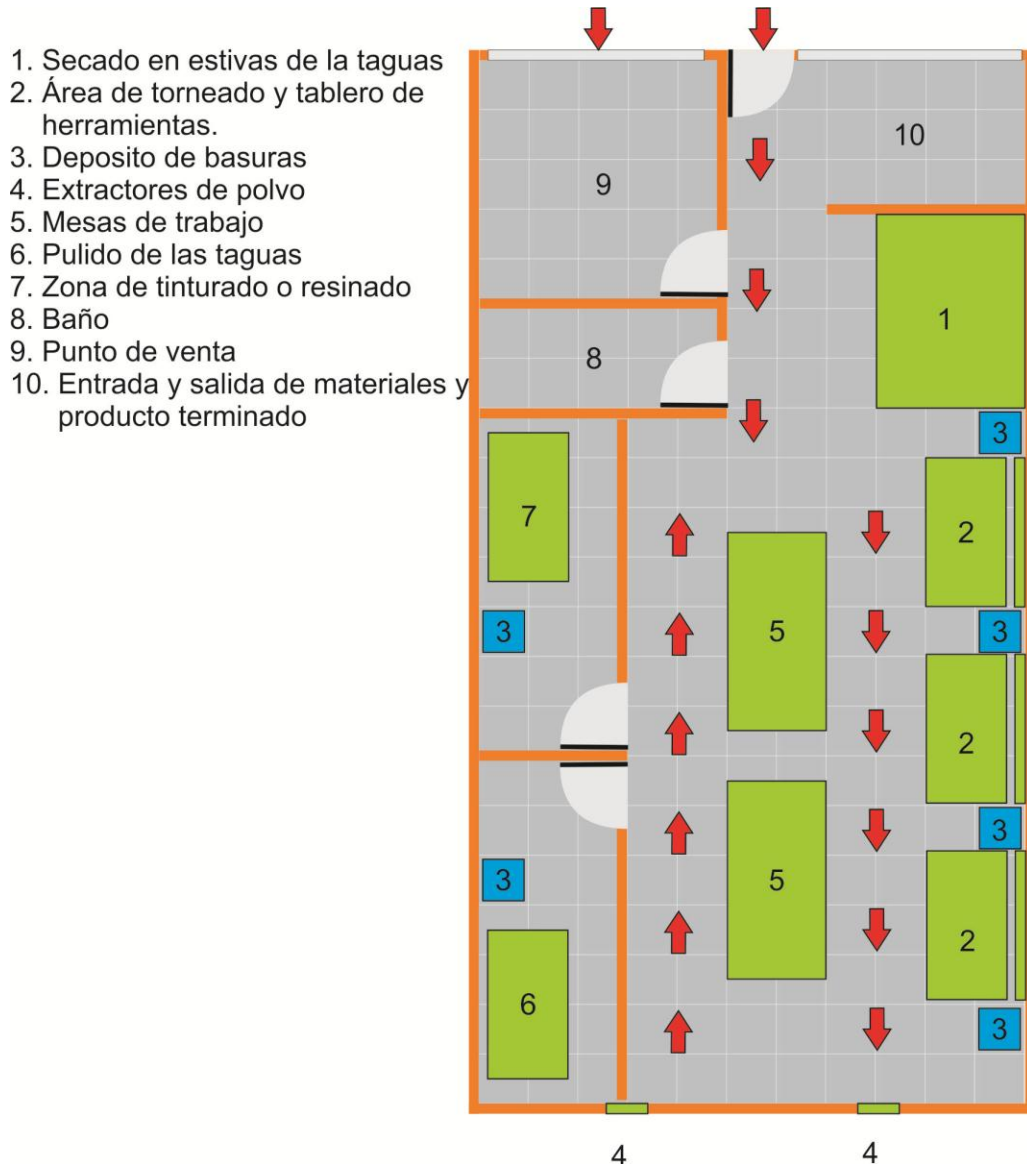 1. Secado en estivas de la taguas
2. Área de torneado y tablero de
herramientas.
3. Deposito de basuras
4. Extractores de polvo
5. Mesas de trabajo
6. Pulido de las taguas
7. Zona de tinturado o resinado
8. Baño
9. Punto de venta
10. Entrada y salida de materiales y
producto terminado
10
9
1
8
3
2
7
3
5
3
2
3
5
3
2
6
3
4
4